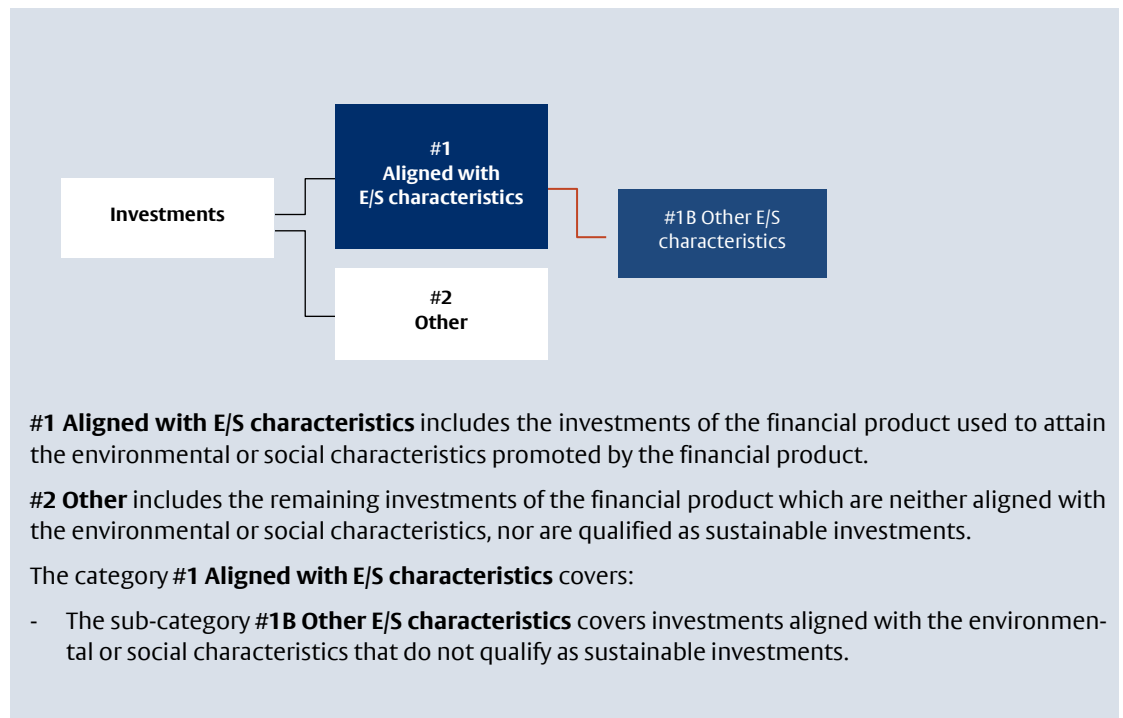 #1
Aligned with
E/S characteristics
Investments
#1B Other E/S
characteristics
#2
Other
#1 Aligned with E/S characteristics includes the investments of the financial product used to attain
the environmental or social characteristics promoted by the financial product.
#2 Other includes the remaining investments of the financial product which are neither aligned with
the environmental or social characteristics, nor are qualified as sustainable investments.
The category #1 Aligned with E/S characteristics covers:
- The sub-category #1B Other E/S characteristics covers investments aligned with the environmen-
tal or social characteristics that do not qualify as sustainable investments.